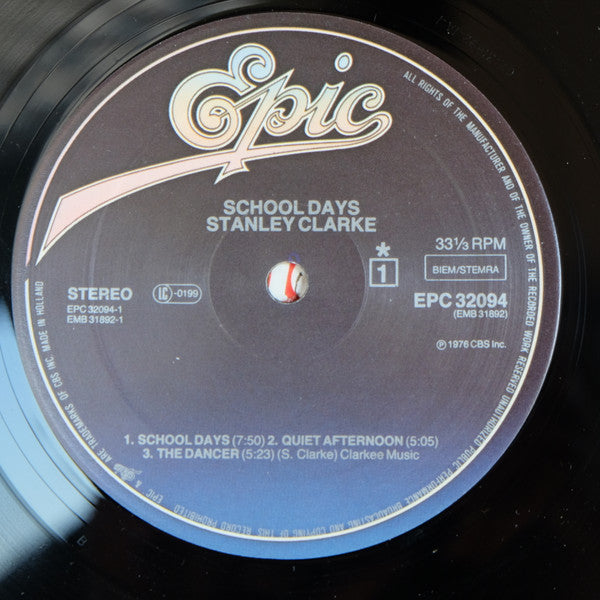 Epic
SCHOOL DAYS
STANLEY CLARKE
*
1
33⅓ RPM
BIEM/STEMRA
STEREO
LC-0199
EPC 32094-1
EMB 31892-1
EPC 32094
(EMB 31892)
℗ 1976 CBS Inc.
1. SCHOOL DAYS (7:50) 2. QUIET AFTERNOON (5:05)
3. THE DANCER (5:23) (S. Clarke) Clarkee Music
ALL RIGHTS OF THE MANUFACTURER AND OF THE OWNER OF THE RECORDED WORK RESERVED UNAUTHORIZED PUBLIC PERFORMANCE BROADCASTING AND COPYING OF THIS RECORD PROHIBITED
EPIC & Epic ARE TRADEMARKS OF CBS INC. MADE IN HOLLAND